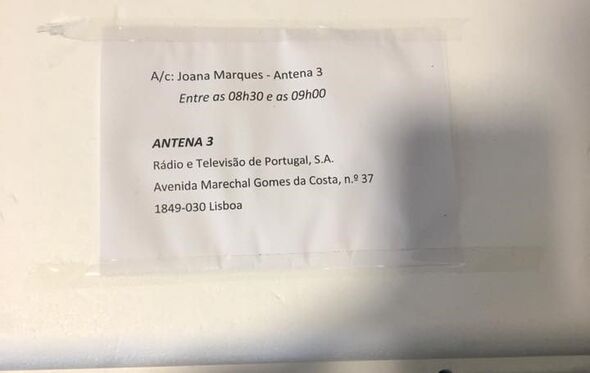 A/c: Joana Marques - Antena 3
Entre as 08h30 e as 09h00
ANTENA 3
Rádio e Televisão de Portugal, S.A.
Avenida Marechal Gomes da Costa, n.º 37
1849-030 Lisboa